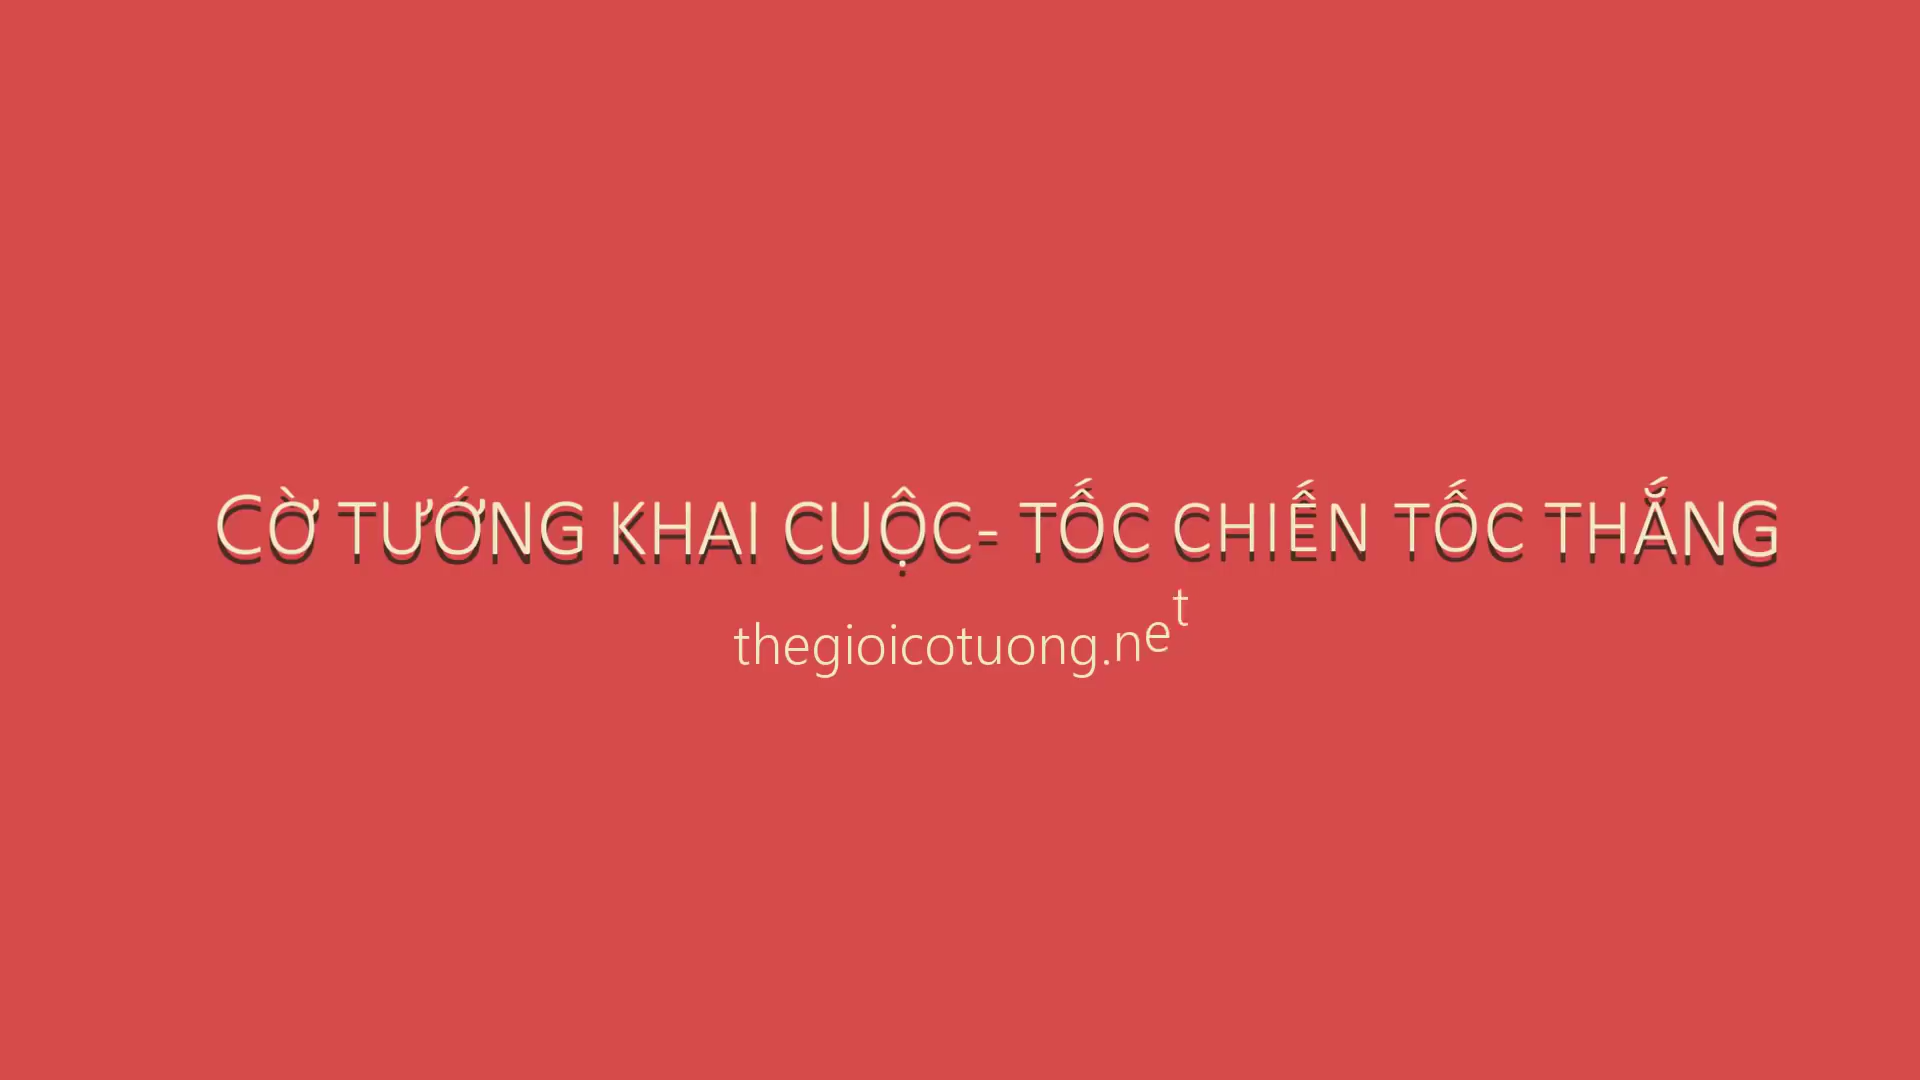 CỜ TƯỚNG KHAI CUỘC- TỐC CHIẾN TỐC THẮNG
thegioicotuong.net